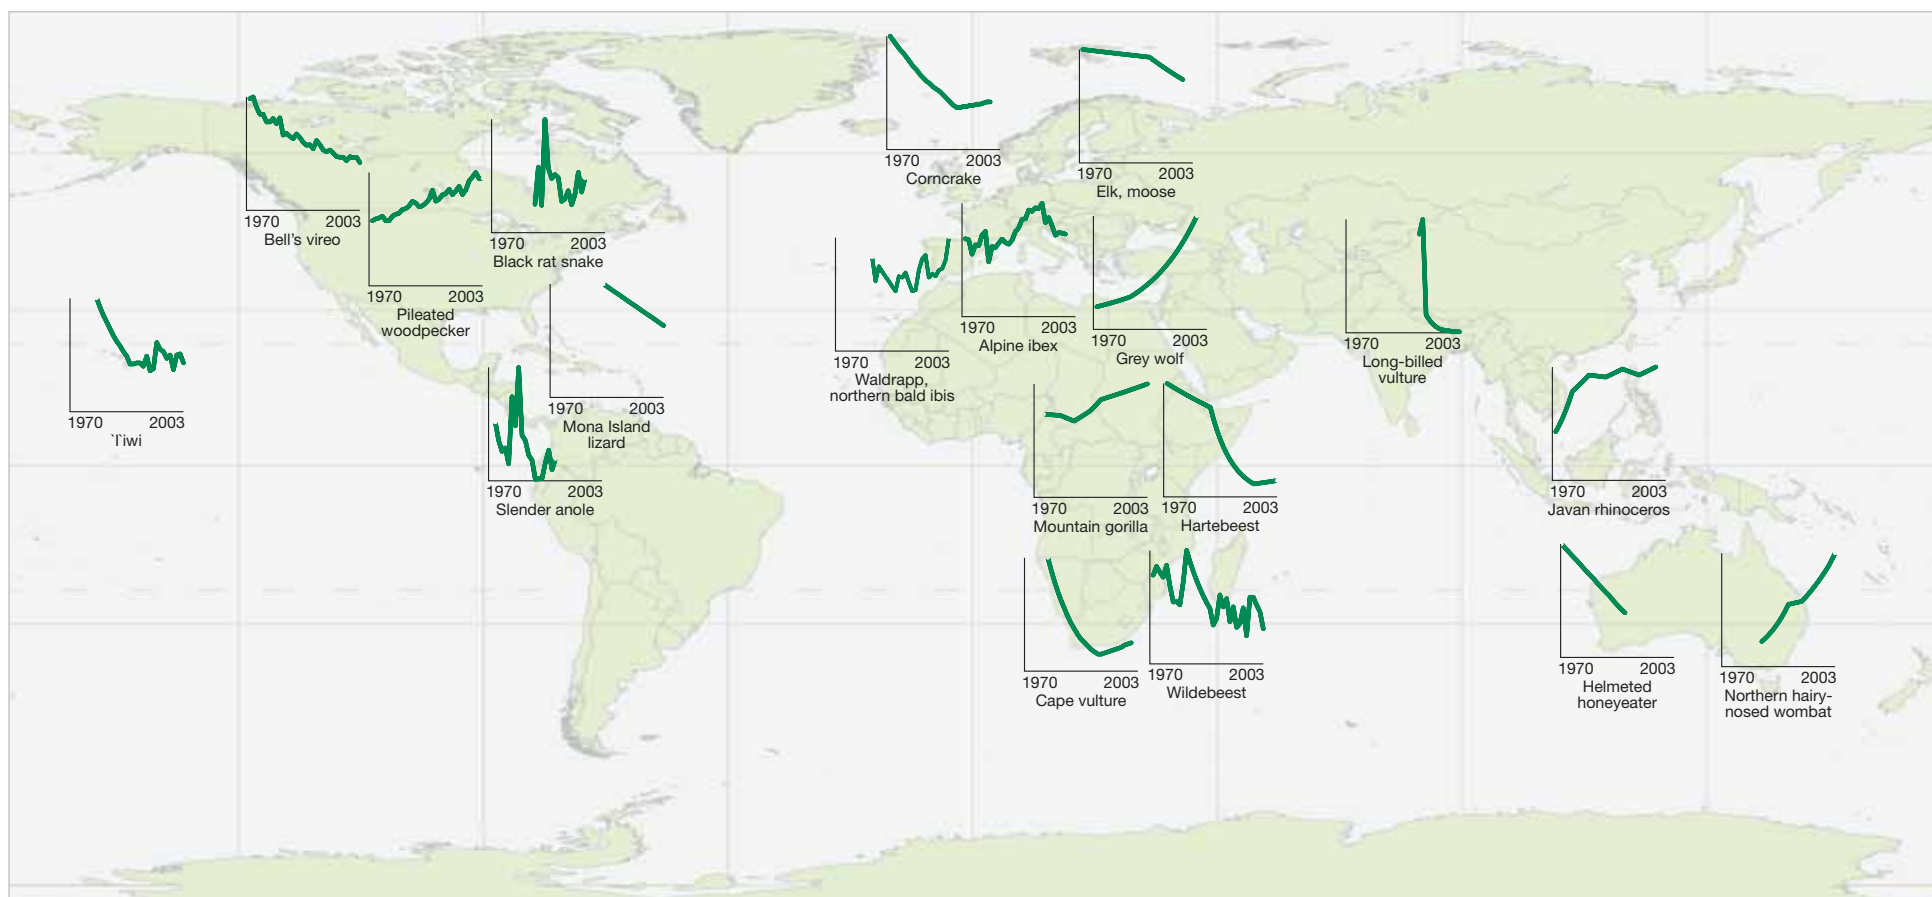 1970 2003
Corncrake
1970 2003
Elk, moose
1970 2003
Bell's vireo
1970 2003
Pileated
woodpecker
1970 2003
Black rat snake
1970 2003
Waldrapp,
northern bald ibis
1970 2003
Alpine ibex
1970 2003
Grey wolf
1970 2003
Long-billed
vulture
1970 2003
`I`iwi
1970 2003
Mona Island
lizard
1970 2003
Slender anole
1970 2003
Mountain gorilla
1970 2003
Hartebeest
1970 2003
Javan rhinoceros
1970 2003
Cape vulture
1970 2003
Wildebeest
1970 2003
Helmeted
honeyeater
1970 2003
Northern hairy-
nosed wombat